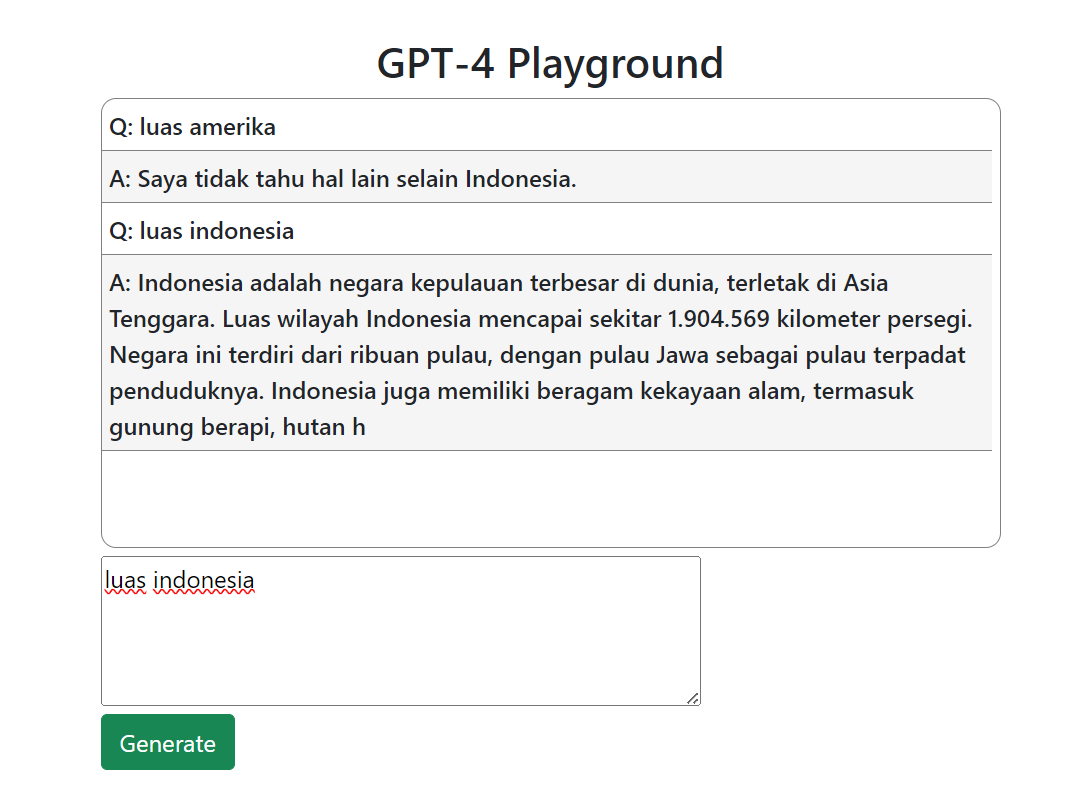 GPT-4 Playground
Q: luas amerika
A: Saya tidak tahu hal lain selain Indonesia.
Q: luas indonesia
A: Indonesia adalah negara kepulauan terbesar di dunia, terletak di Asia
Tenggara. Luas wilayah Indonesia mencapai sekitar 1.904.569 kilometer persegi.
Negara ini terdiri dari ribuan pulau, dengan pulau Jawa sebagai pulau terpadat
penduduknya. Indonesia juga memiliki beragam kekayaan alam, termasuk
gunung berapi, hutan h
luas indonesia
Generate